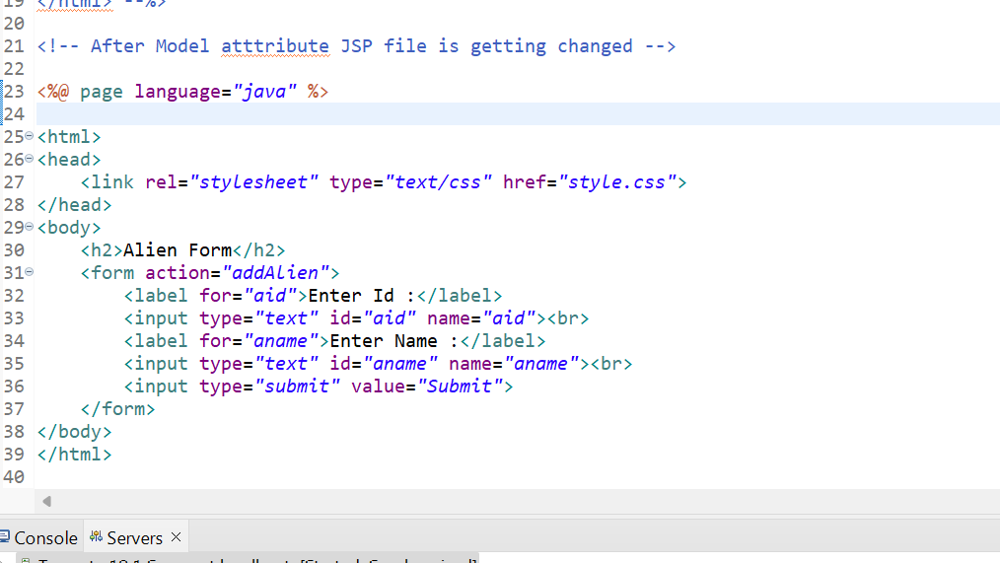 19 </html> --%>
20
21 <!-- After Model atttribute JSP file is getting changed -->
22
23 <%@ page language="java" %>
24
25 <html>
26 <head>
27     <link rel="stylesheet" type="text/css" href="style.css">
28 </head>
29 <body>
30     <h2>Alien Form</h2>
31     <form action="addAlien">
32         <label for="aid">Enter Id :</label>
33         <input type="text" id="aid" name="aid"><br>
34         <label for="aname">Enter Name :</label>
35         <input type="text" id="aname" name="aname"><br>
36         <input type="submit" value="Submit">
37     </form>
38 </body>
39 </html>
40
Console Servers